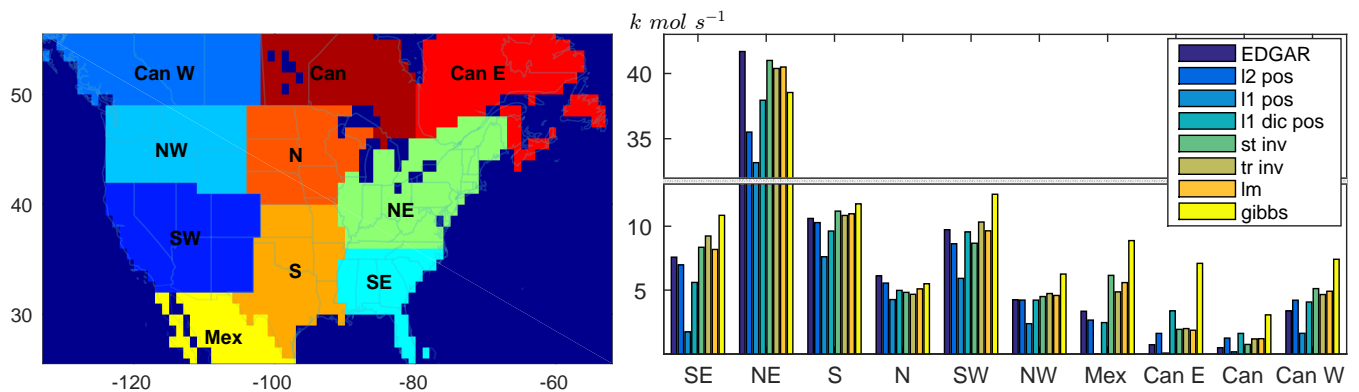 k mol s−1
Can W
Can
Can E
NW
N
NE
SW
S
SE
Mex
50
40
30
-120
-100
-80
-60
40
35
10
5
EDGAR
l2 pos
l1 pos
l1 dic pos
st inv
tr inv
lm
gibbs
SE
NE
S
N
SW
NW
Mex
Can E
Can
Can W